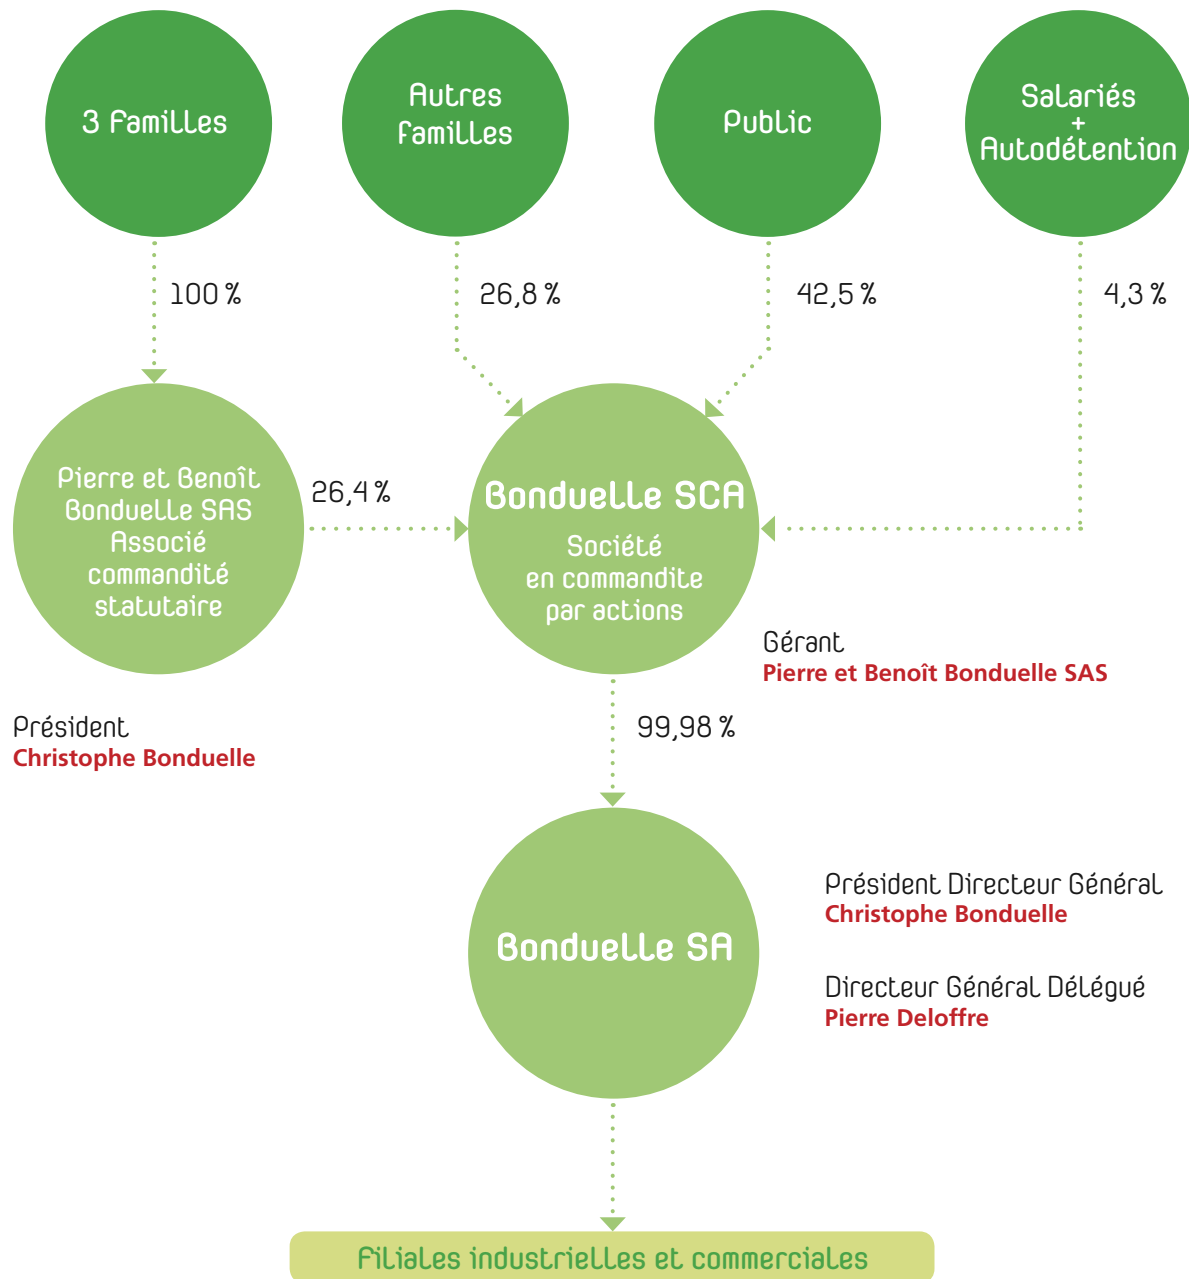 3 Familles
Autres
familles
Public
Salariés
+
Autodétention
100 %
26,8 %
42,5 %
4,3 %
Pierre et Benoît
Bonduelle SAS
Associé
commandité
statutaire
26,4 %
Bonduelle SCA
Société
en commandite
par actions
Gérant
Pierre et Benoît Bonduelle SAS
Président
Christophe Bonduelle
99,98 %
Bonduelle SA
Président Directeur Général
Christophe Bonduelle
Directeur Général Délégué
Pierre Deloffre
Filiales industrielles et commerciales